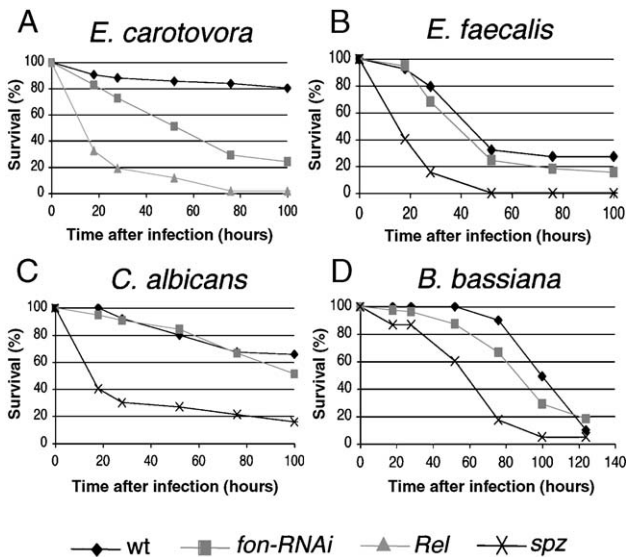 A
E. carotovora
Survival (%)
100
80
60
40
20
0
0 20 40 60 80 100
Time after infection (hours)
B
E. faecalis
Survival (%)
100
80
60
40
20
0
0 20 40 60 80 100
Time after infection (hours)
C
C. albicans
Survival (%)
100
80
60
40
20
0
0 20 40 60 80 100
Time after infection (hours)
D
B. bassiana
Survival (%)
100
80
60
40
20
0
0 20 40 60 80 100 120 140
Time after infection (hours)
wt fon-RNAi Rel spz